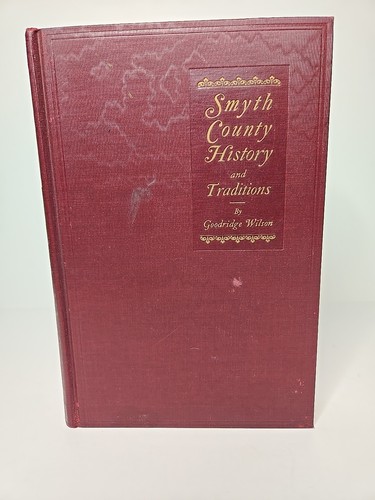 Smyth
County
History
and
Traditions
By
Goodridge Wilson